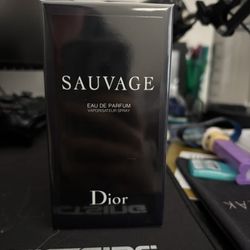 SAUVAGE
EAU DE PARFUM
VAPORISATEUR SPRAY
Dior